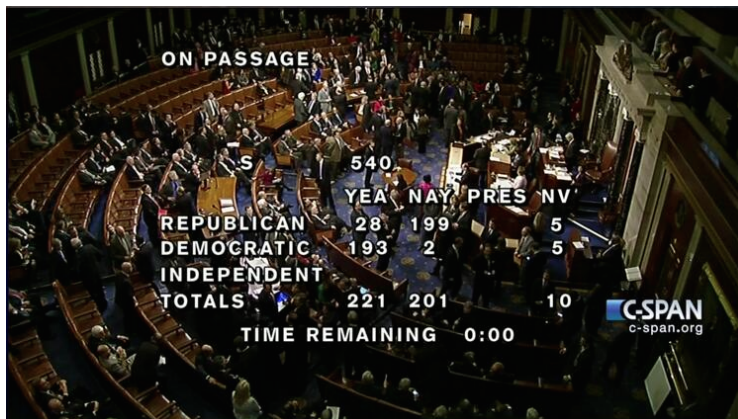 ON PASSAGE
S 540
YEA NAY PRES NV
REPUBLICAN 28 199 5
DEMOCRATIC 193 2 5
INDEPENDENT
TOTALS 221 201 10
C-SPAN
c-span.org
TIME REMAINING 0:00